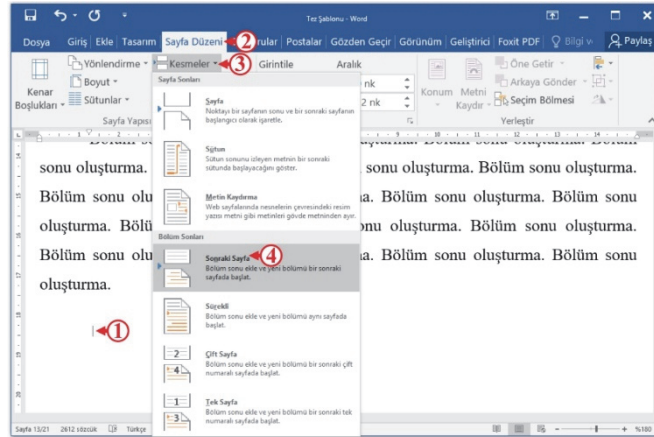 Tez Şablonu - Word
Dosya Giriş Ekle Tasarım Sayfa Düzeni rular Postalar Gözden Geçir Görünüm Geliştirici Foxit PDF Bilgi Paylaş
2
Yönlendirme Kesmeler 3 Girintile Aralık
Boyut nk
Sütunlar 2 nk
Kenar Boşlukları
Konum Metni Kaydır
Öne Getir
Arkaya Gönder
Seçim Bölmesi
Sayfa Yapısı Yerleştir
Sayfa Sonları
Sayfa
Noktayı bir sayfanın sonu ve bir sonraki sayfanın
başlangıcı olarak işaretle.
Sütun
Sütun sonunu izleyen metnin bir sonraki
sütunda başlayacağını göster.
Metin Kaydırma
Web sayfalarında nesnelerin çevresindeki resim
yazısı metni gibi metinleri gövde metninden ayır.
Bölüm Sonları
Sonraki Sayfa 4
Bölüm sonu ekle ve yeni bölümü bir sonraki
sayfada başlat.
Sürekli
Bölüm sonu ekle ve yeni bölümü aynı sayfada
başlat.
Çift Sayfa
Bölüm sonu ekle ve yeni bölümü bir sonraki çift
numaralı sayfada başlat.
Tek Sayfa
Bölüm sonu ekle ve yeni bölümü bir sonraki tek
numaralı sayfada başlat.
sonu oluşturma. sonu oluşturma. Bölüm sonu oluşturma.
Bölüm sonu olu a. Bölüm sonu oluşturma. Bölüm sonu
oluşturma. Bölü onu oluşturma. Bölüm sonu oluşturma.
Bölüm sonu olu a. Bölüm sonu oluşturma. Bölüm sonu
oluşturma.
1
Sayfa 13/21 2612 sözcük Türkçe %180